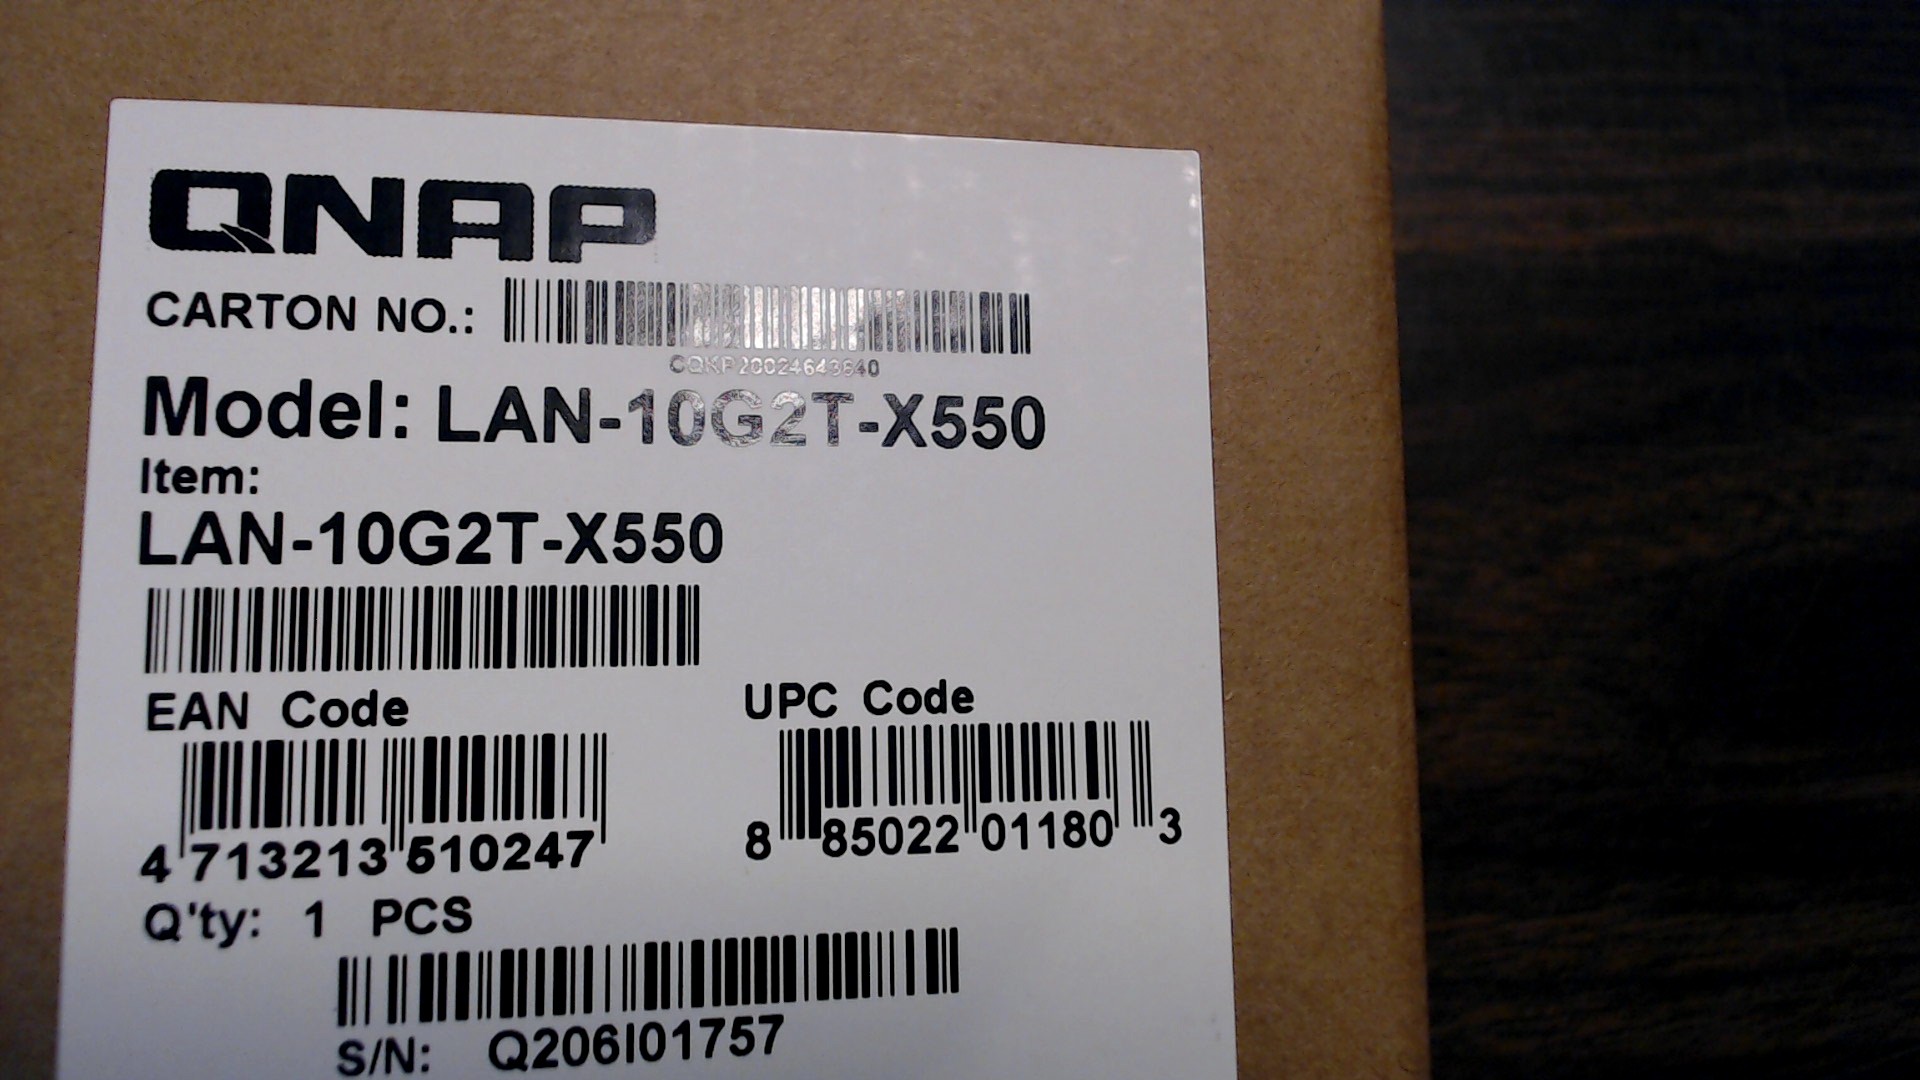 QNAP
CARTON NO.:
CQKP20024643640
Model: LAN-10G2T-X550
Item:
LAN-10G2T-X550
EAN Code
UPC Code
4 713213 510247
8 85022 01180 3
Q'ty: 1 PCS
S/N: Q206I01757